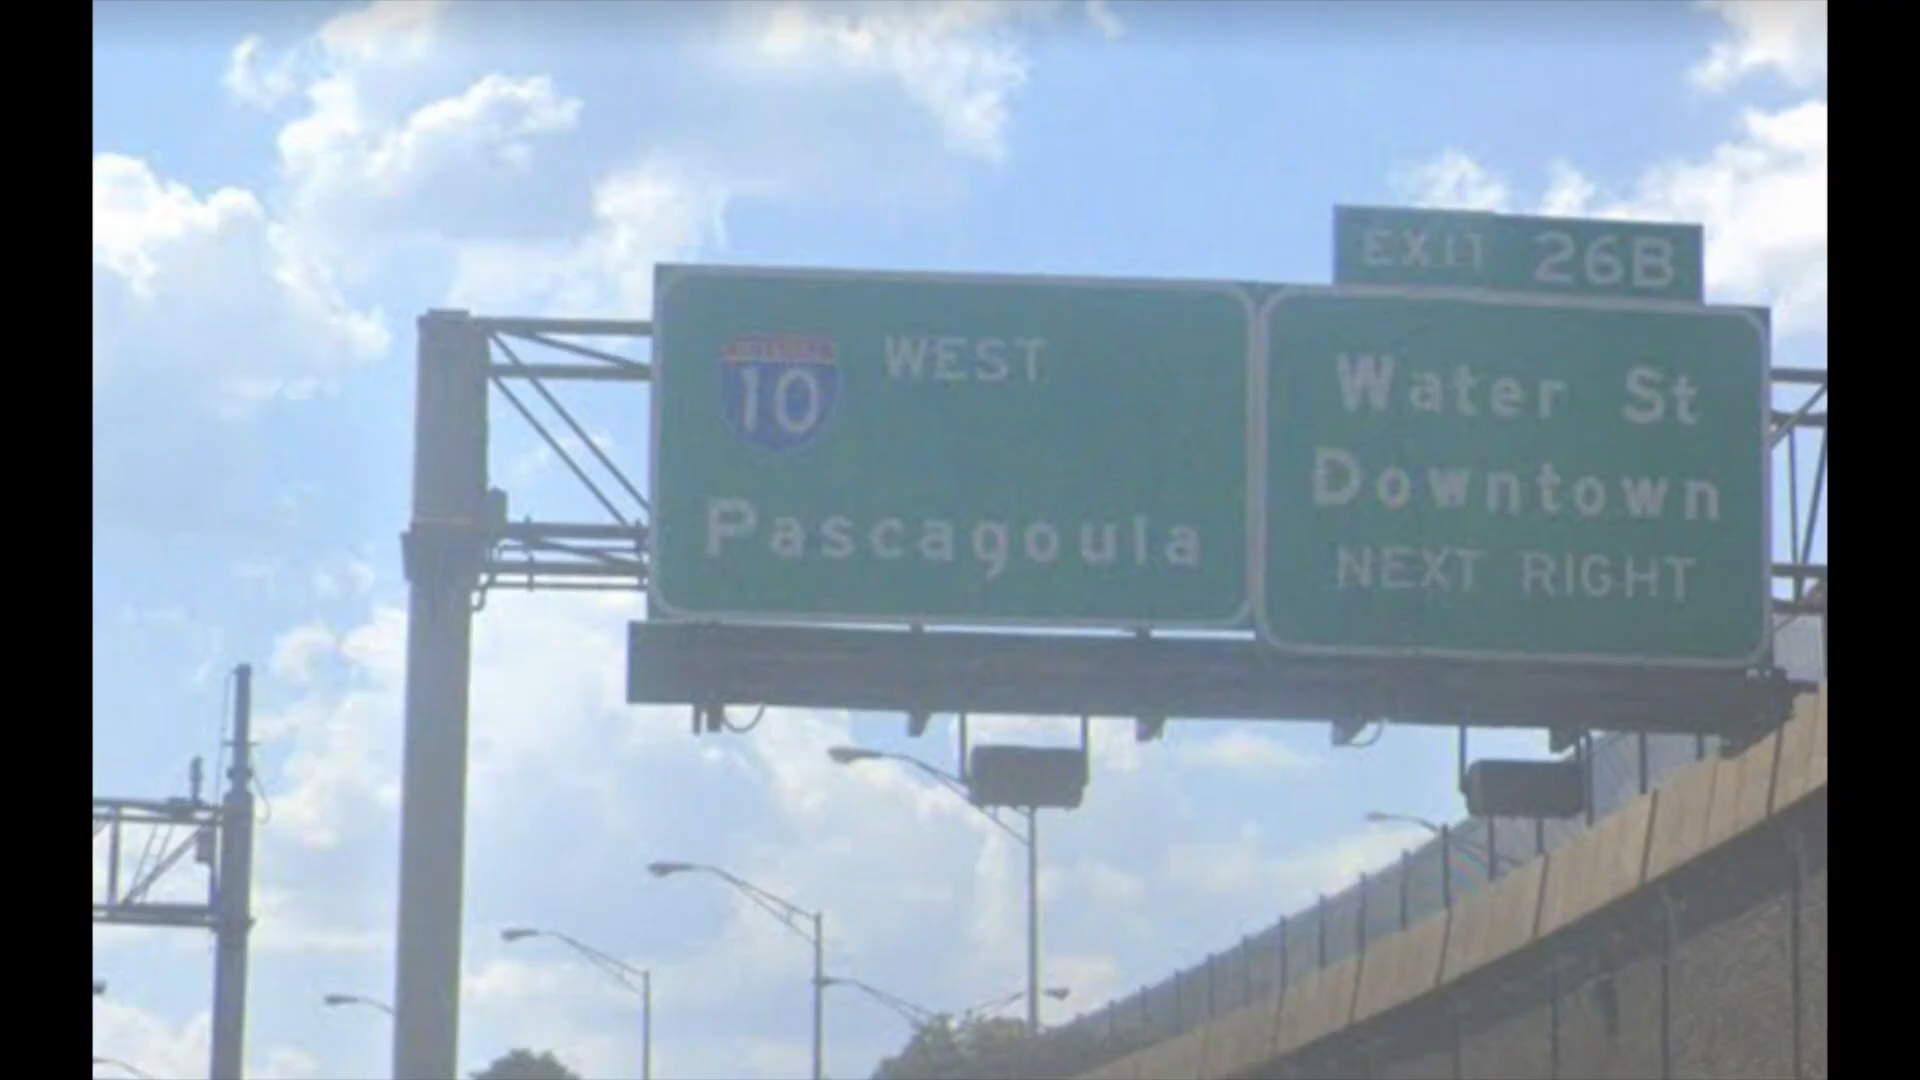 WEST
10
Pascagoula
EXIT 26B
Water St
Downtown
NEXT RIGHT